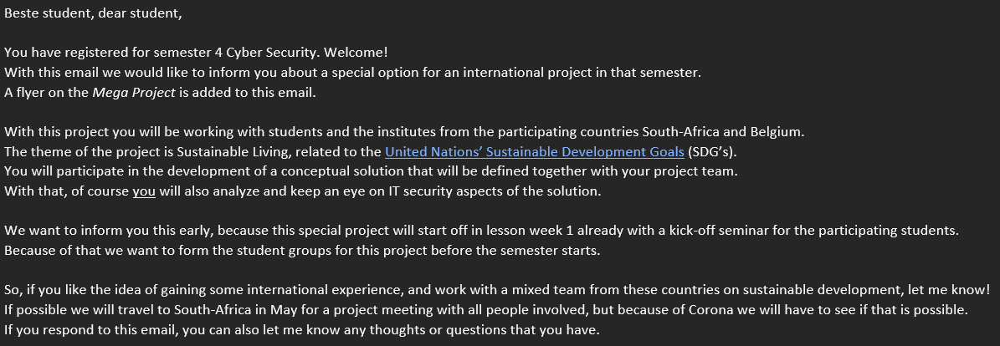 Beste student, dear student,
You have registered for semester 4 Cyber Security. Welcome!
With this email we would like to inform you about a special option for an international project in that semester.
A flyer on the Mega Project is added to this email.
With this project you will be working with students and the institutes from the participating countries South-Africa and Belgium.
The theme of the project is Sustainable Living, related to the United Nations’ Sustainable Development Goals (SDG’s).
You will participate in the development of a conceptual solution that will be defined together with your project team.
With that, of course you will also analyze and keep an eye on IT security aspects of the solution.
We want to inform you this early, because this special project will start off in lesson week 1 already with a kick-off seminar for the participating students.
Because of that we want to form the student groups for this project before the semester starts.
So, if you like the idea of gaining some international experience, and work with a mixed team from these countries on sustainable development, let me know!
If possible we will travel to South-Africa in May for a project meeting with all people involved, but because of Corona we will have to see if that is possible.
If you respond to this email, you can also let me know any thoughts or questions that you have.